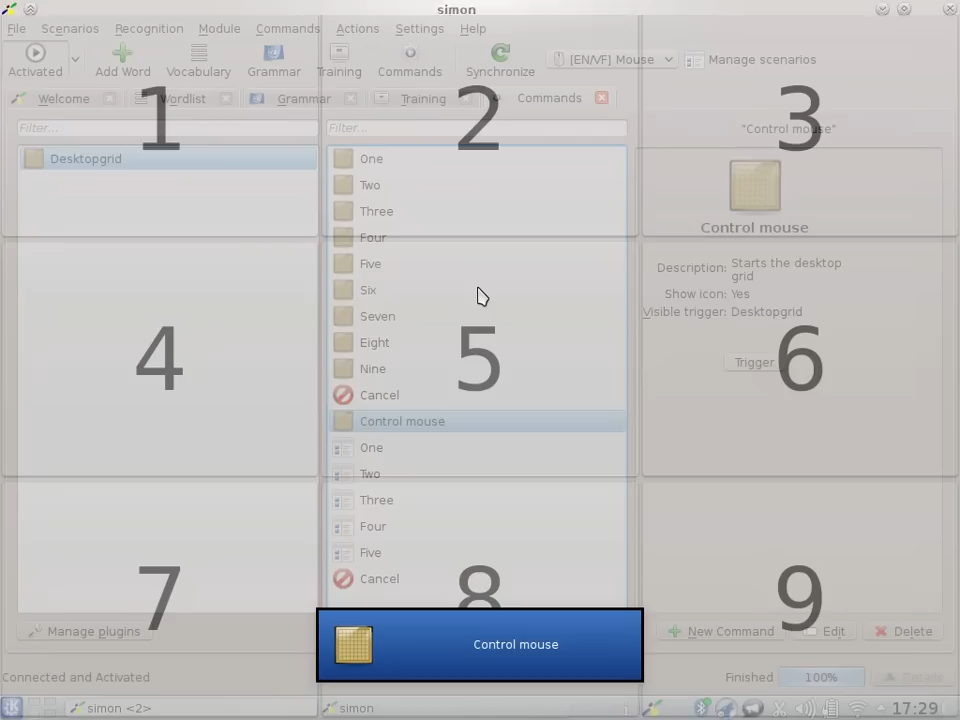 simon
File Scenarios Recognition Module Commands Actions Settings Help
Activated Add Word Vocabulary Grammar Training Commands Synchronize [EN/VF] Mouse Manage scenarios
Welcome Wordlist Grammar Training Commands
1 2 3
Filter... Filter... "Control mouse"
Desktopgrid
One
Two
Three
Four
Five
Six
Seven
Eight
Nine
Cancel
Control mouse
One
Two
Three
Four
Five
Cancel
Control mouse
Description: Starts the desktop
grid
Show icon: Yes
Visible trigger: Desktopgrid
Trigger
4 5 6
7 8 9
Manage plugins
Control mouse
New Command Edit Delete
Connected and Activated Finished 100% Details
simon <2> simon 17:29